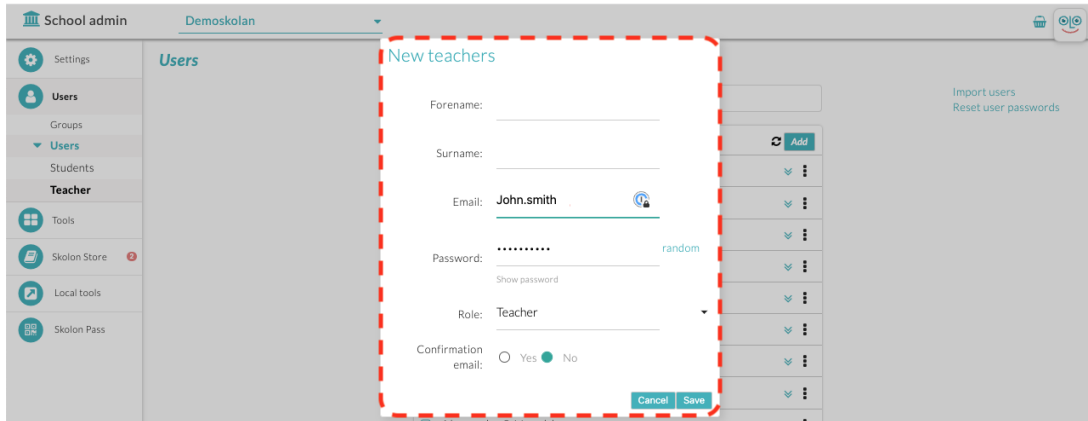 School admin
Demoskolan
Settings
Users
Groups
Users
Students
Teacher
Tools
Skolon Store 2
Local tools
Skolon Pass
Users
New teachers
Forename:
Surname:
Email: John.smith
Password: ••••••••••
random
Show password
Role: Teacher
Confirmation
email: Yes No
Cancel Save
Import users
Reset user passwords
Add